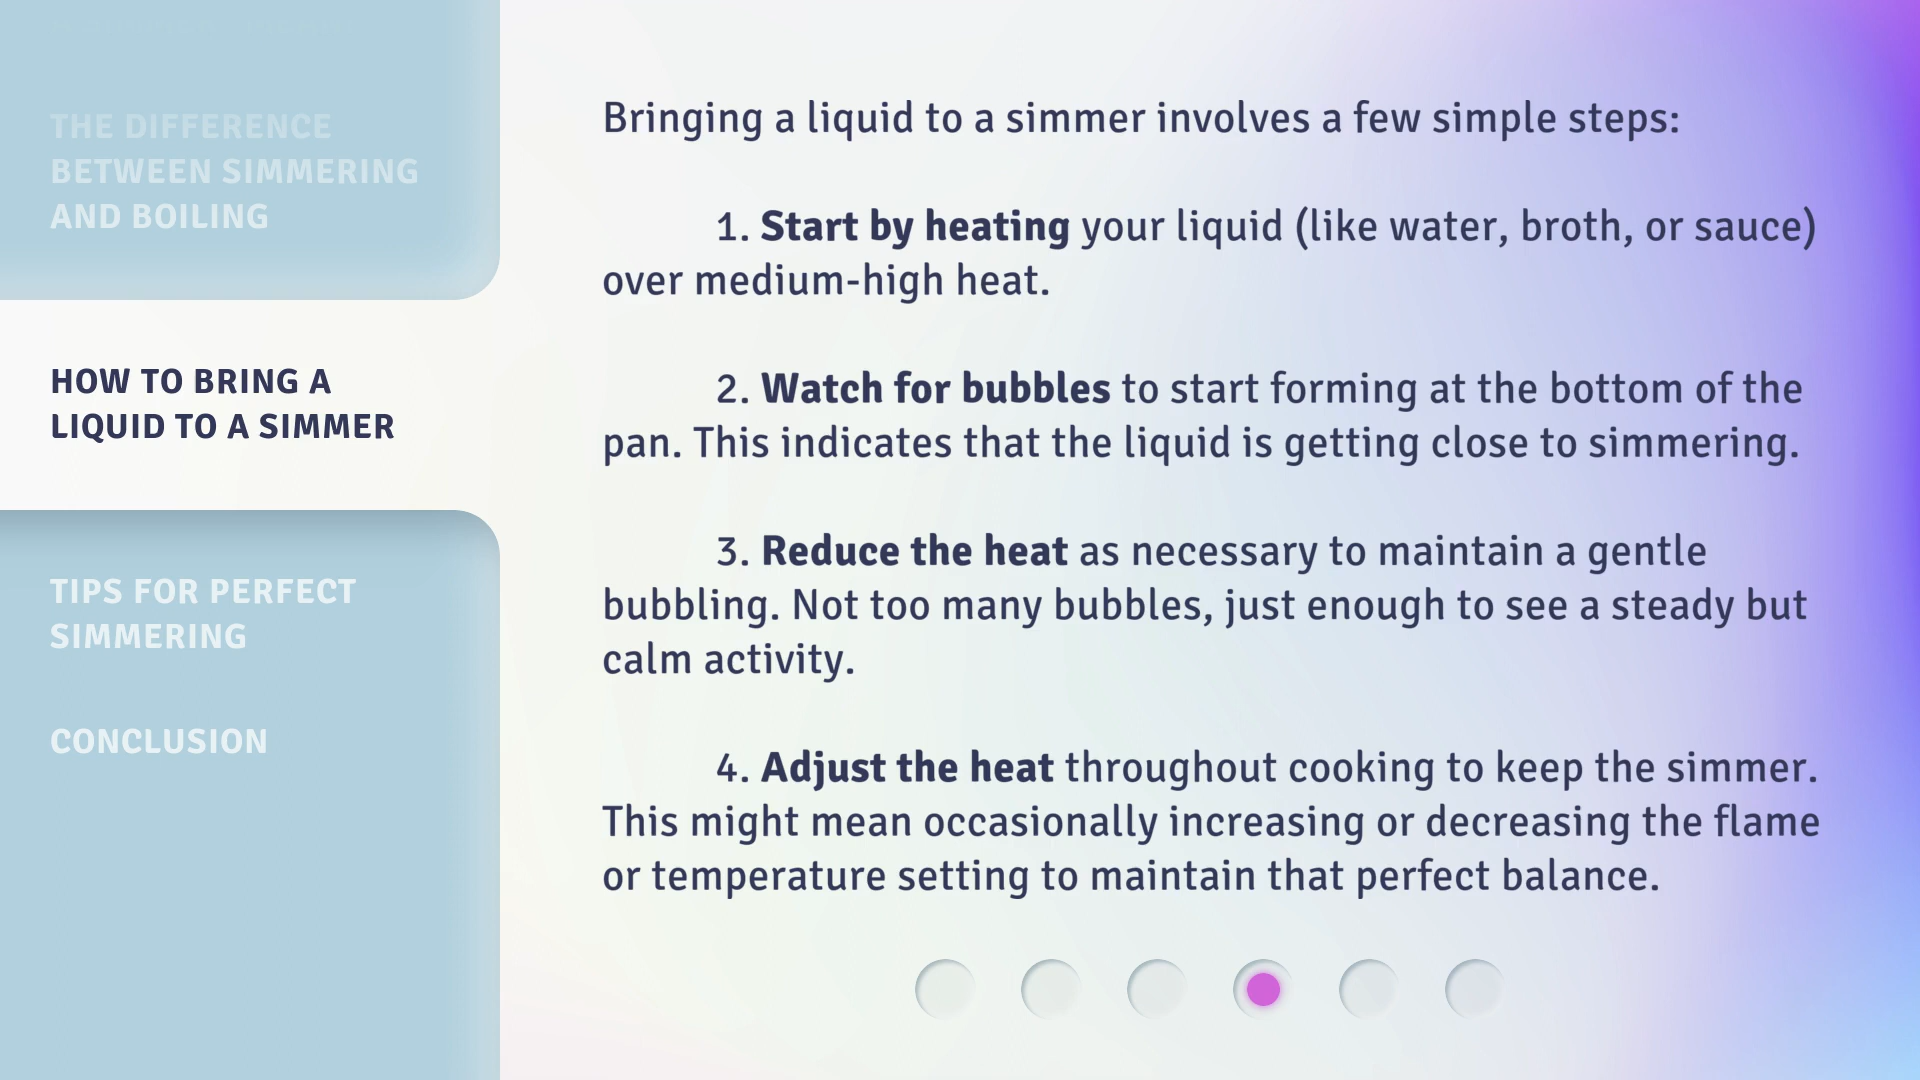 THE DIFFERENCE
BETWEEN SIMMERING
AND BOILING
HOW TO BRING A
LIQUID TO A SIMMER
TIPS FOR PERFECT
SIMMERING
CONCLUSION
Bringing a liquid to a simmer involves a few simple steps:
1. Start by heating your liquid (like water, broth, or sauce)
over medium-high heat.
2. Watch for bubbles to start forming at the bottom of the
pan. This indicates that the liquid is getting close to simmering.
3. Reduce the heat as necessary to maintain a gentle
bubbling. Not too many bubbles, just enough to see a steady but
calm activity.
4. Adjust the heat throughout cooking to keep the simmer.
This might mean occasionally increasing or decreasing the flame
or temperature setting to maintain that perfect balance.